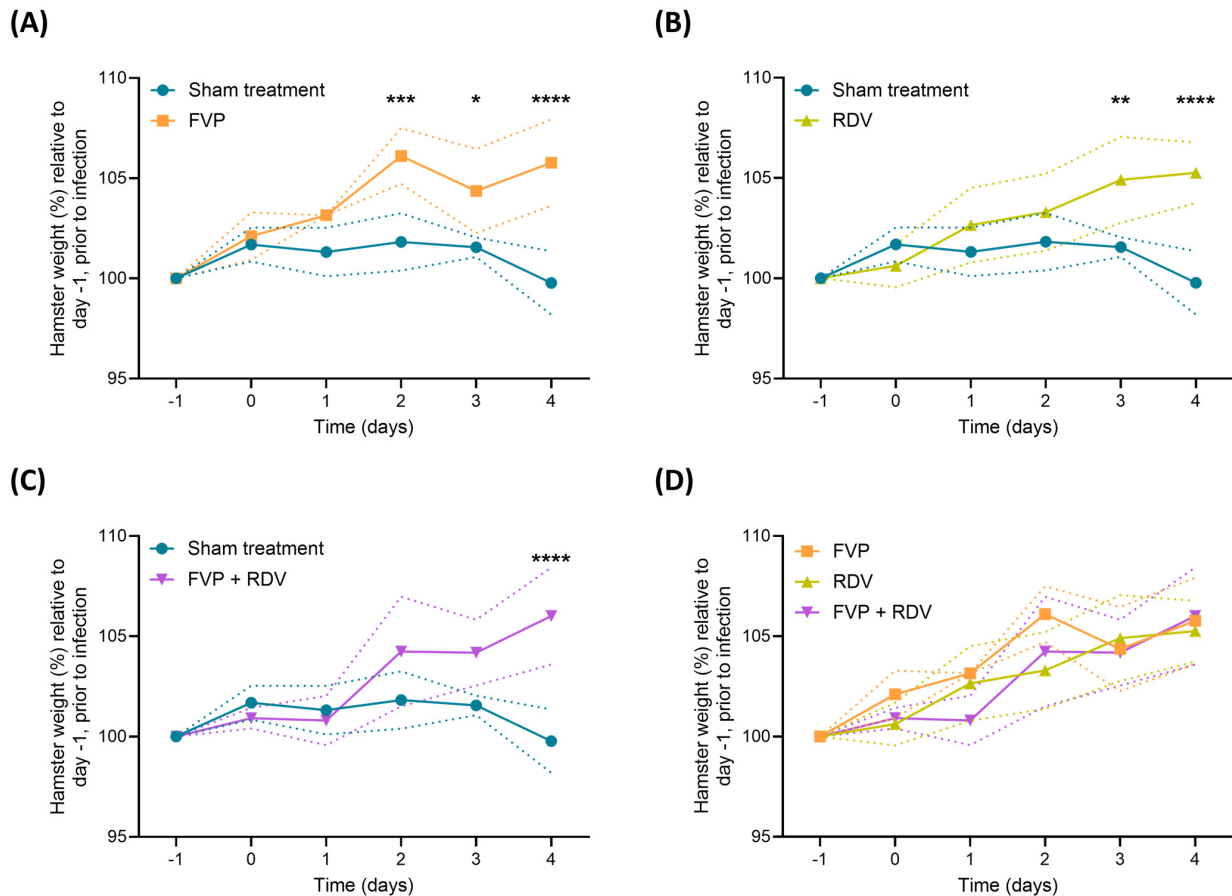 (A)
Hamster weight (%) relative to
day -1, prior to infection
110
105
100
95
Sham treatment
FVP
***
*
****
-1 0 1 2 3 4
Time (days)
(B)
Hamster weight (%) relative to
day -1, prior to infection
110
105
100
95
Sham treatment
RDV
**
****
-1 0 1 2 3 4
Time (days)
(C)
Hamster weight (%) relative to
day -1, prior to infection
110
105
100
95
Sham treatment
FVP + RDV
****
-1 0 1 2 3 4
Time (days)
(D)
Hamster weight (%) relative to
day -1, prior to infection
110
105
100
95
FVP
RDV
FVP + RDV
-1 0 1 2 3 4
Time (days)